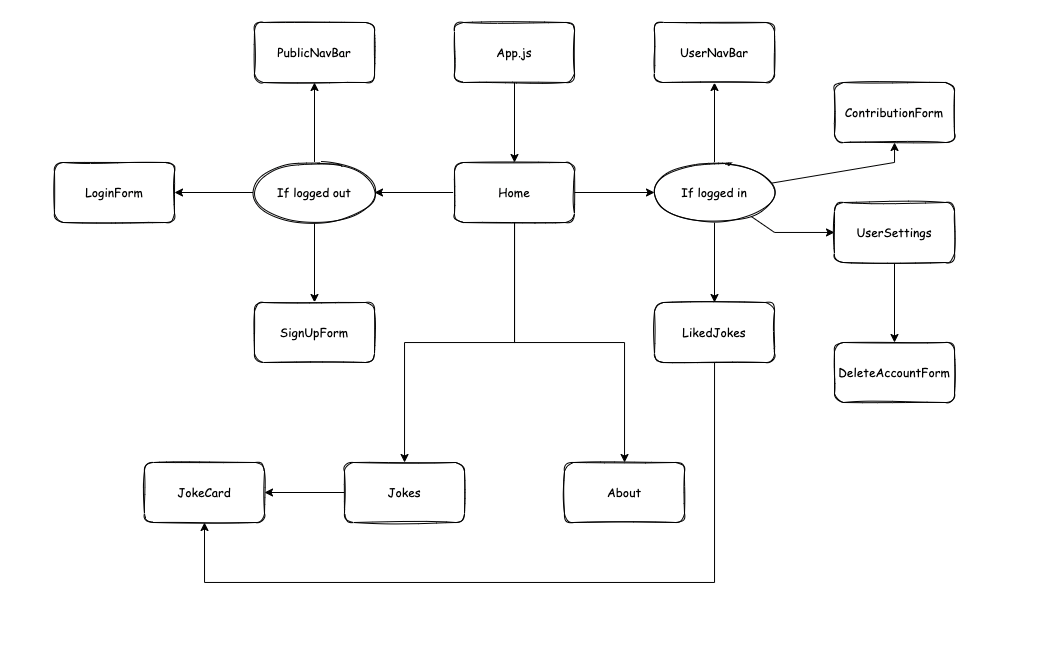 PublicNavBar
App.js
UserNavBar
ContributionForm
LoginForm
If logged out
Home
If logged in
UserSettings
SignUpForm
LikedJokes
DeleteAccountForm
JokeCard
Jokes
About